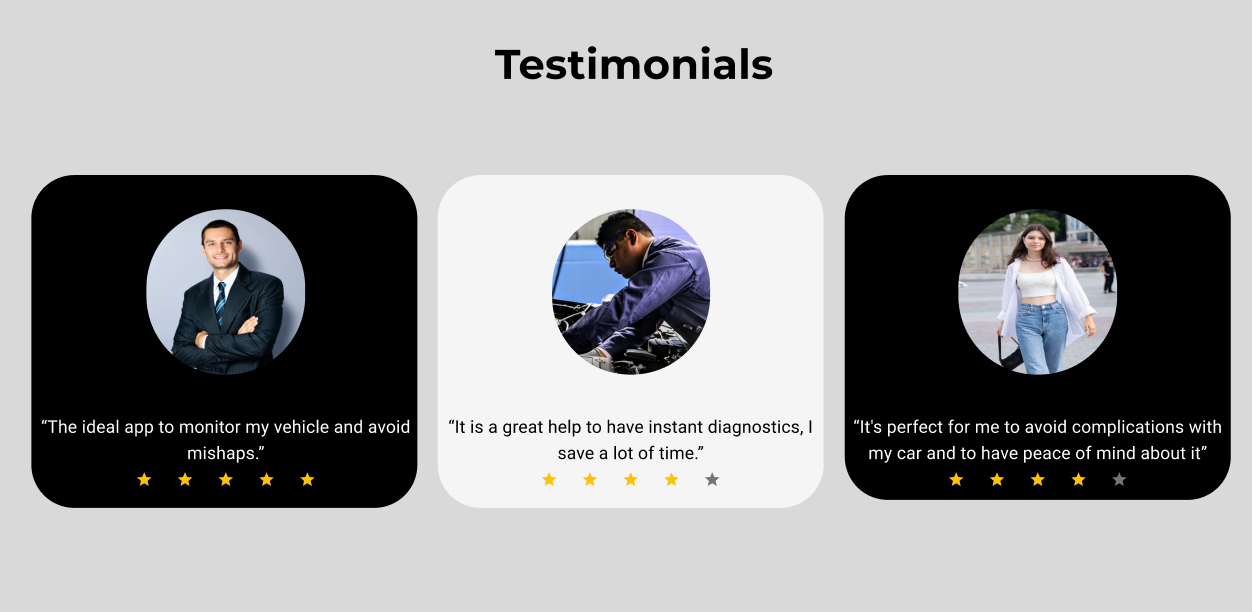 Testimonials
“The ideal app to monitor my vehicle and avoid
mishaps.”
“It is a great help to have instant diagnostics, I
save a lot of time.”
“It's perfect for me to avoid complications with
my car and to have peace of mind about it”